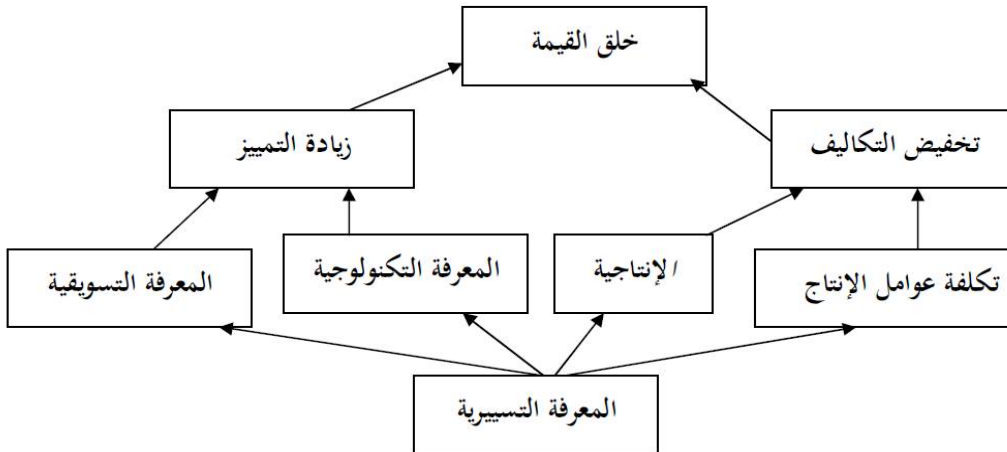 خلق القيمة
تخفيض التكاليف
زيادة التمييز
تكلفة عوامل الإنتاج
الإنتاجية
المعرفة التكنولوجية
المعرفة التسويقية
المعرفة التسييرية